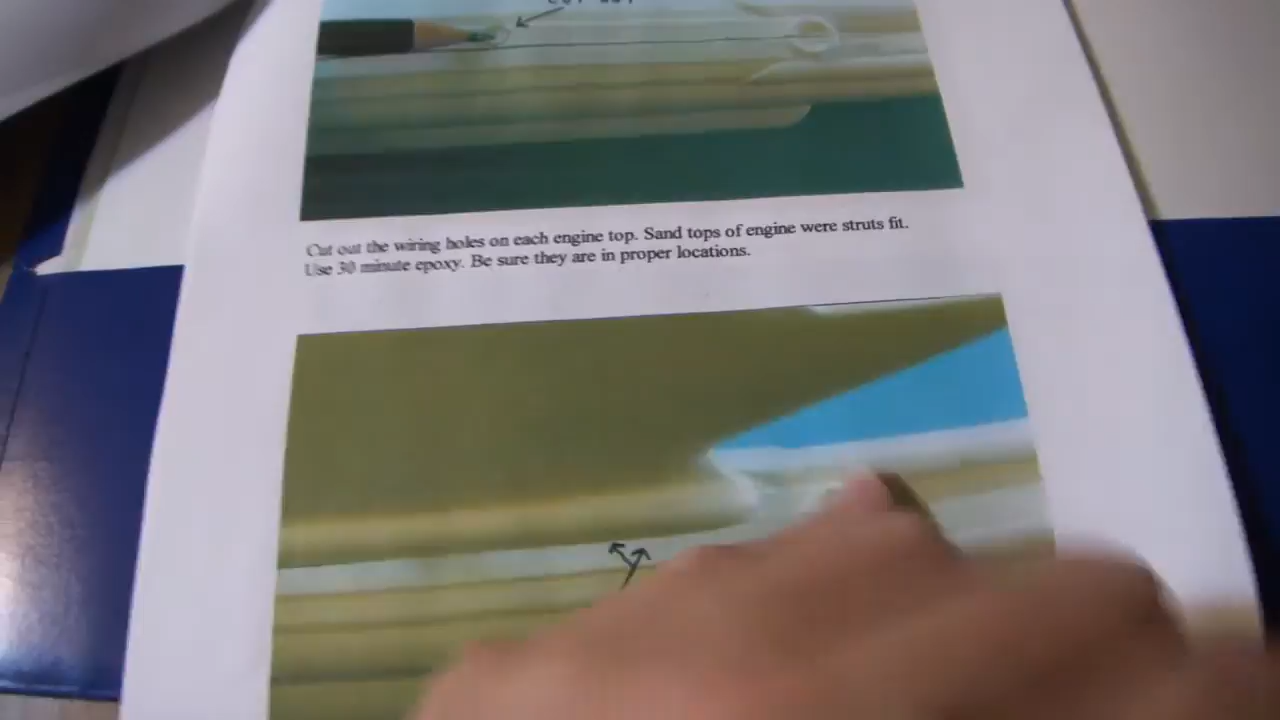 Cut out the wiring holes on each engine top. Sand tops of engine were struts fit.
Use 30 minute epoxy. Be sure they are in proper locations.